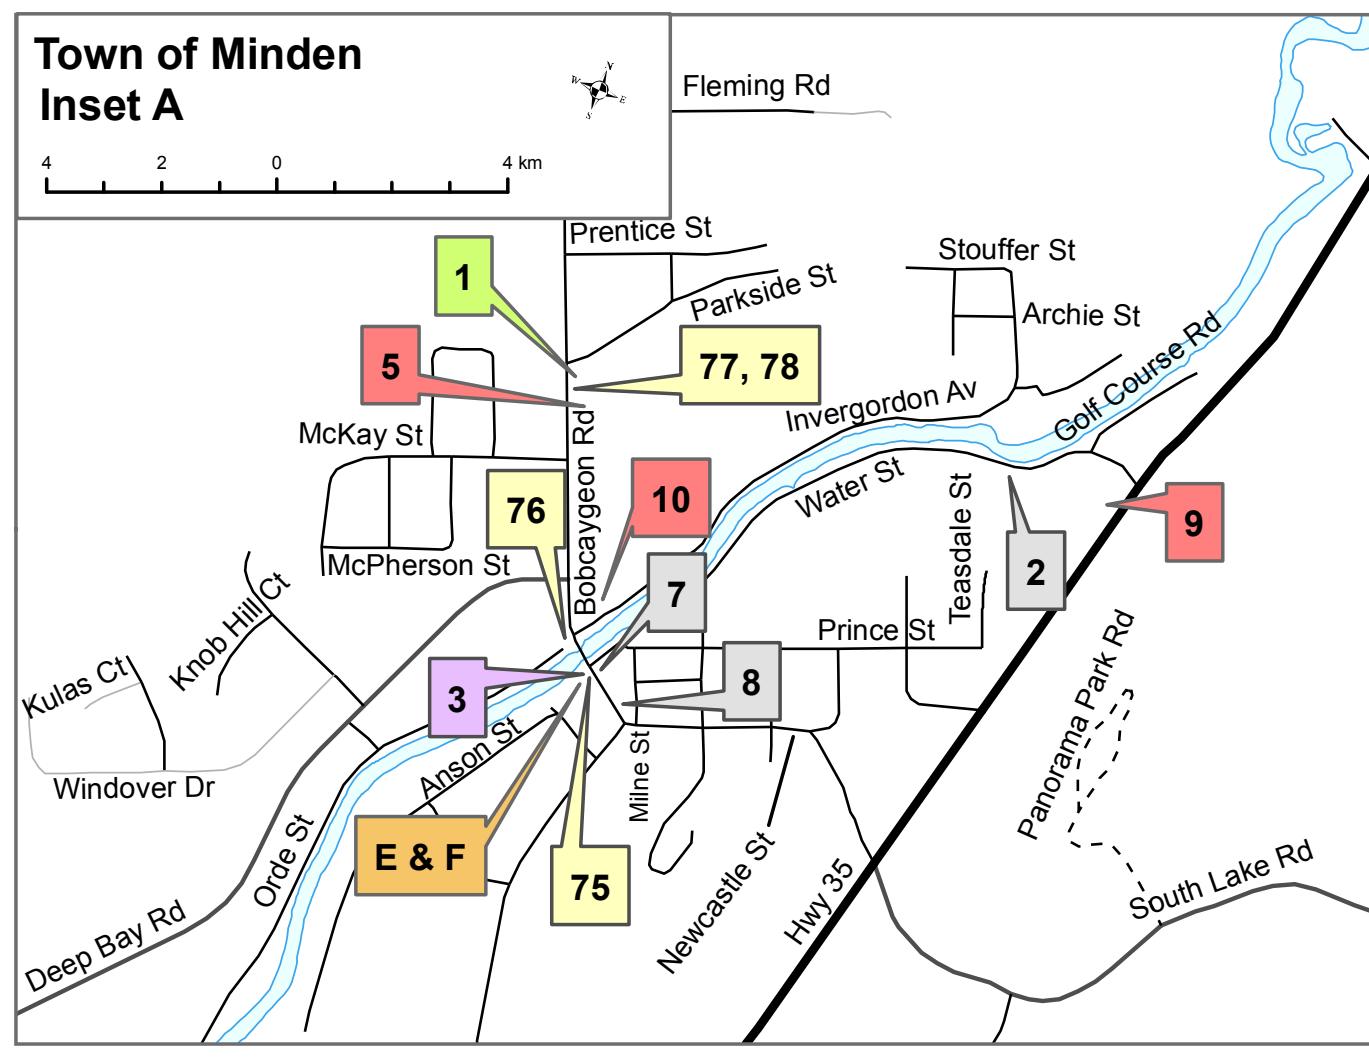 Town of Minden
Inset A
N
W
E
S
4 2 0 4 km
Fleming Rd
Prentice St
Stouffer St
1
Parkside St
Archie St
5
77, 78
Golf Course Rd
Invergordon Av
McKay St
Bobcaygeon Rd
Water St
76
10
Teasdale St
9
McPherson St
2
7
Knob Hill Ct
Prince St
Kulas Ct
3
8
Panorama Park Rd
Anson St
Milne St
Windover Dr
Orde St
E & F
75
Newcastle St
Hwy 35
South Lake Rd
Deep Bay Rd